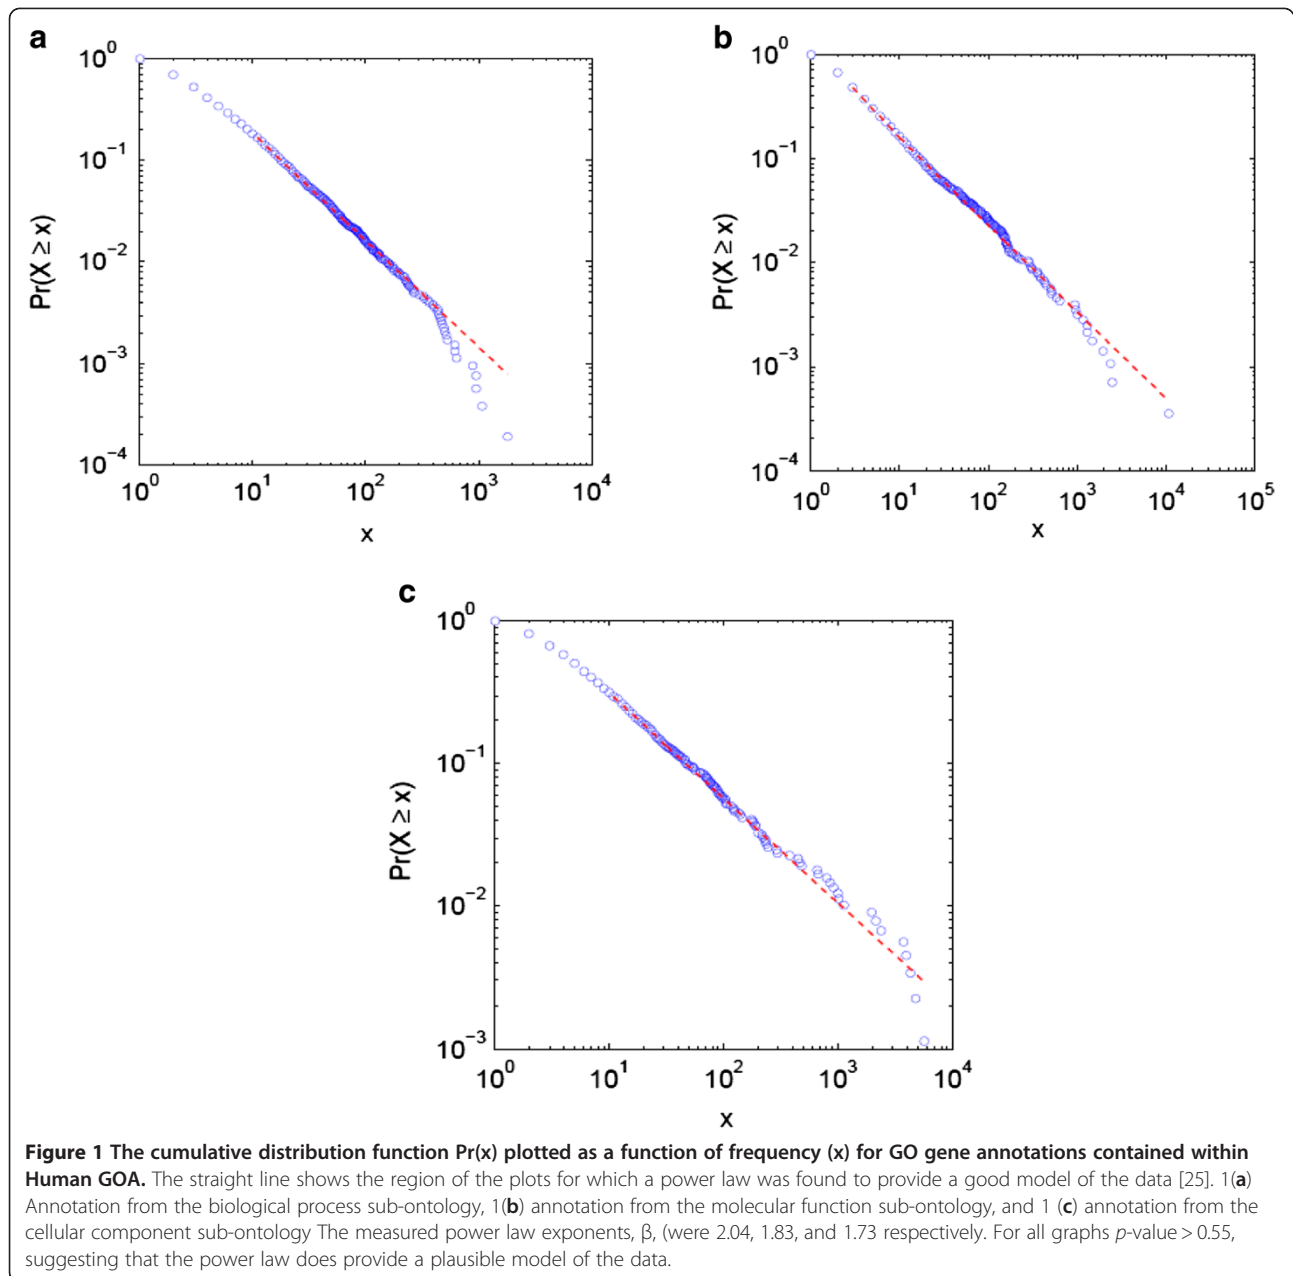 a
10^0
10^-1
10^-2
10^-3
10^-4
Pr(X ≥ x)
10^0 10^1 10^2 10^3 10^4
x
b
10^0
10^-1
10^-2
10^-3
10^-4
Pr(X ≥ x)
10^0 10^1 10^2 10^3 10^4 10^5
x
c
10^0
10^-1
10^-2
10^-3
Pr(X ≥ x)
10^0 10^1 10^2 10^3 10^4
x
Figure 1 The cumulative distribution function Pr(x) plotted as a function of frequency (x) for GO gene annotations contained within
Human GOA. The straight line shows the region of the plots for which a power law was found to provide a good model of the data [25]. 1(a)
Annotation from the biological process sub-ontology, 1(b) annotation from the molecular function sub-ontology, and 1 (c) annotation from the
cellular component sub-ontology The measured power law exponents, β, (were 2.04, 1.83, and 1.73 respectively. For all graphs p-value > 0.55,
suggesting that the power law does provide a plausible model of the data.